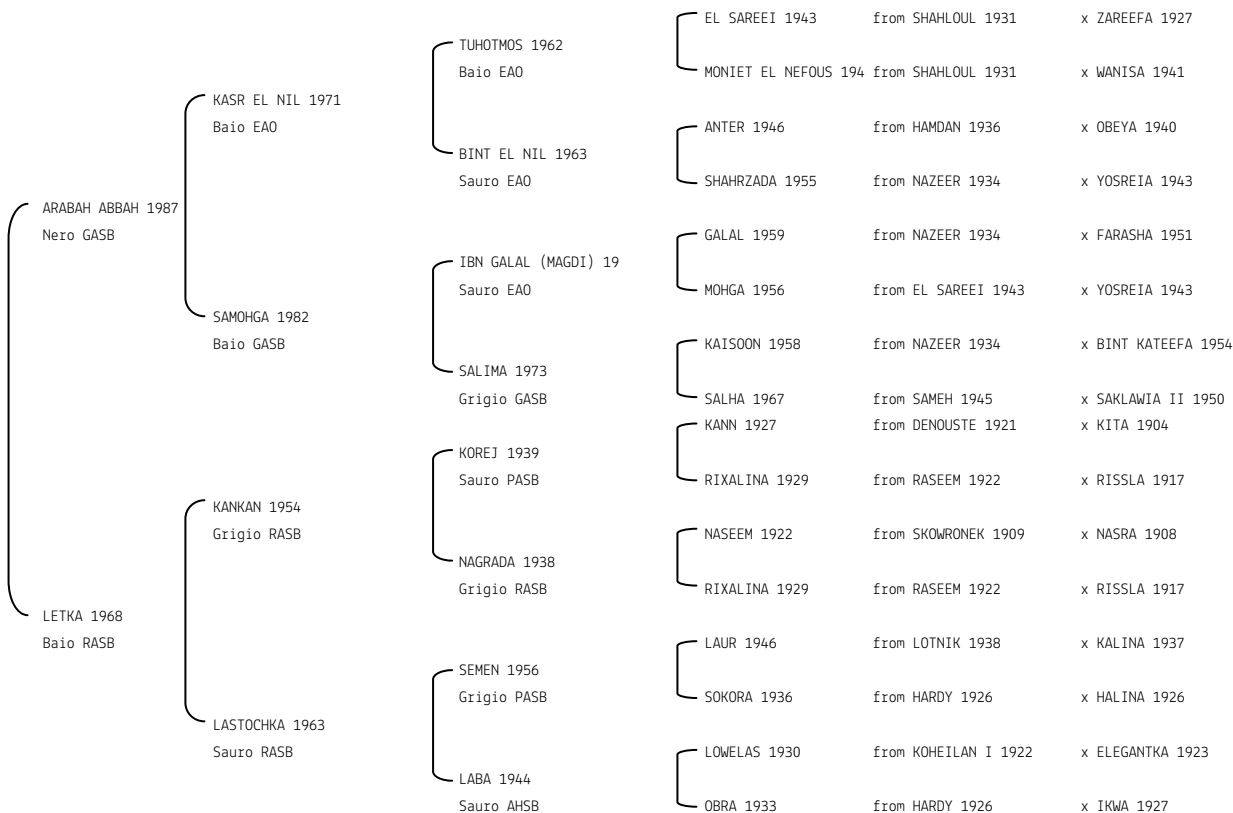 EL SAREEI 1943 from SHAHLOUL 1931 x ZAREEFA 1927
TUHOTMOS 1962
Baio EAO
MONIET EL NEFOUS 194 from SHAHLOUL 1931 x WANISA 1941
KASR EL NIL 1971
Baio EAO
ANTER 1946 from HAMDAN 1936 x OBEYA 1940
BINT EL NIL 1963
Sauro EAO
SHAHRZADA 1955 from NAZEER 1934 x YOSREIA 1943
ARABAH ABBAH 1987
Nero GASB
GALAL 1959 from NAZEER 1934 x FARASHA 1951
IBN GALAL (MAGDI) 19
Sauro EAO
MOHGA 1956 from EL SAREEI 1943 x YOSREIA 1943
SAMOHGA 1982
Baio GASB
KAISOON 1958 from NAZEER 1934 x BINT KATEEFA 1954
SALIMA 1973
Grigio GASB
SALHA 1967 from SAMEH 1945 x SAKLAWIA II 1950
KANN 1927 from DENOUSTE 1921 x KITA 1904
KOREJ 1939
Sauro PASB
RIXALINA 1929 from RASEEM 1922 x RISSLA 1917
KANKAN 1954
Grigio RASB
NASEEM 1922 from SKOWRONEK 1909 x NASRA 1908
NAGRADA 1938
Grigio RASB
RIXALINA 1929 from RASEEM 1922 x RISSLA 1917
LETKA 1968
Baio RASB
LAUR 1946 from LOTNIK 1938 x KALINA 1937
SEMEN 1956
Grigio PASB
SOKORA 1936 from HARDY 1926 x HALINA 1926
LASTOCHKA 1963
Sauro RASB
LOWELAS 1930 from KOHEILAN I 1922 x ELEGANTKA 1923
LABA 1944
Sauro AHSB
OBRA 1933 from HARDY 1926 x IKWA 1927